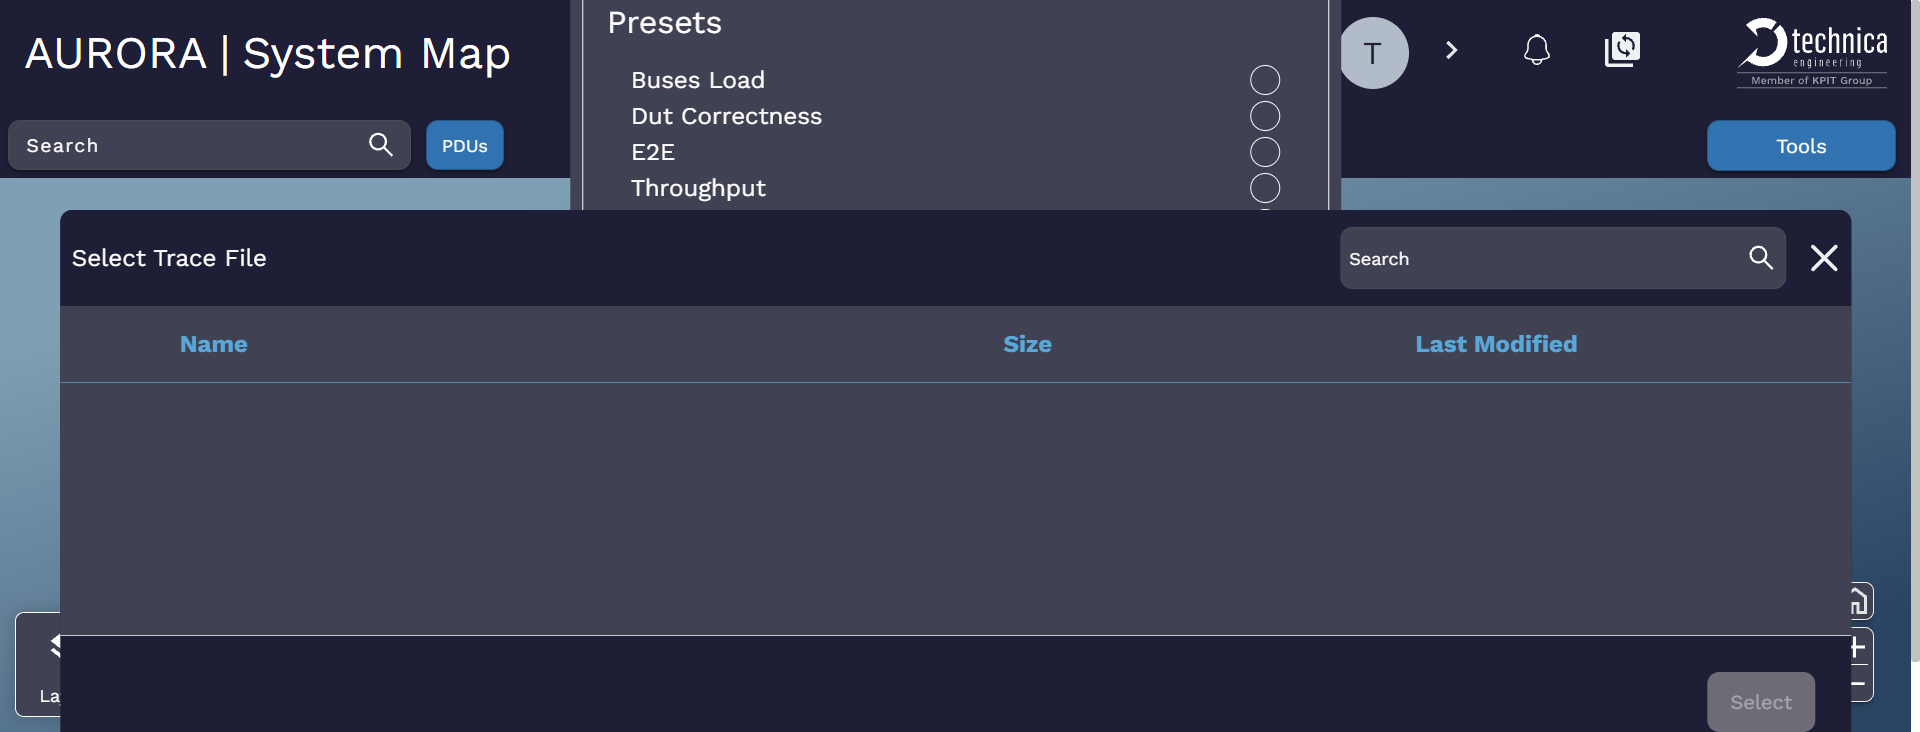 AURORA | System Map
Presets
Buses Load
Dut Correctness
E2E
Throughput
T
technica
engineering
Member of KPIT Group
Search
PDUs
Tools
Select Trace File
Search
Name
Size
Last Modified
La
Select